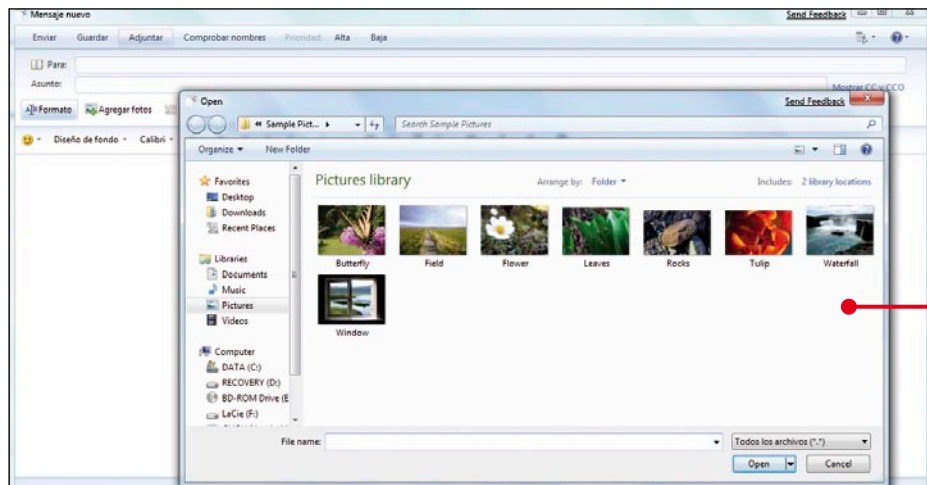 Mensaje nuevo Send Feedback
Enviar Guardar Adjuntar Comprobar nombres Prioridad: Alta Baja
Para:
Asunto:
Mostrar CC y CCO
Formato Agregar fotos
Diseño de fondo Calibri
Open Send Feedback
« Sample Pict... Search Sample Pictures
Organize New Folder
Favorites
Desktop
Downloads
Recent Places
Libraries
Documents
Music
Pictures
Videos
Computer
DATA (C:)
RECOVERY (D:)
BD-ROM Drive (E
LaCie (F:)
Pictures library Arrange by: Folder Includes: 2 library locations
Butterfly Field Flower Leaves Rocks Tulip Waterfall
Window
File name: Todos los archivos (*.*)
Open Cancel